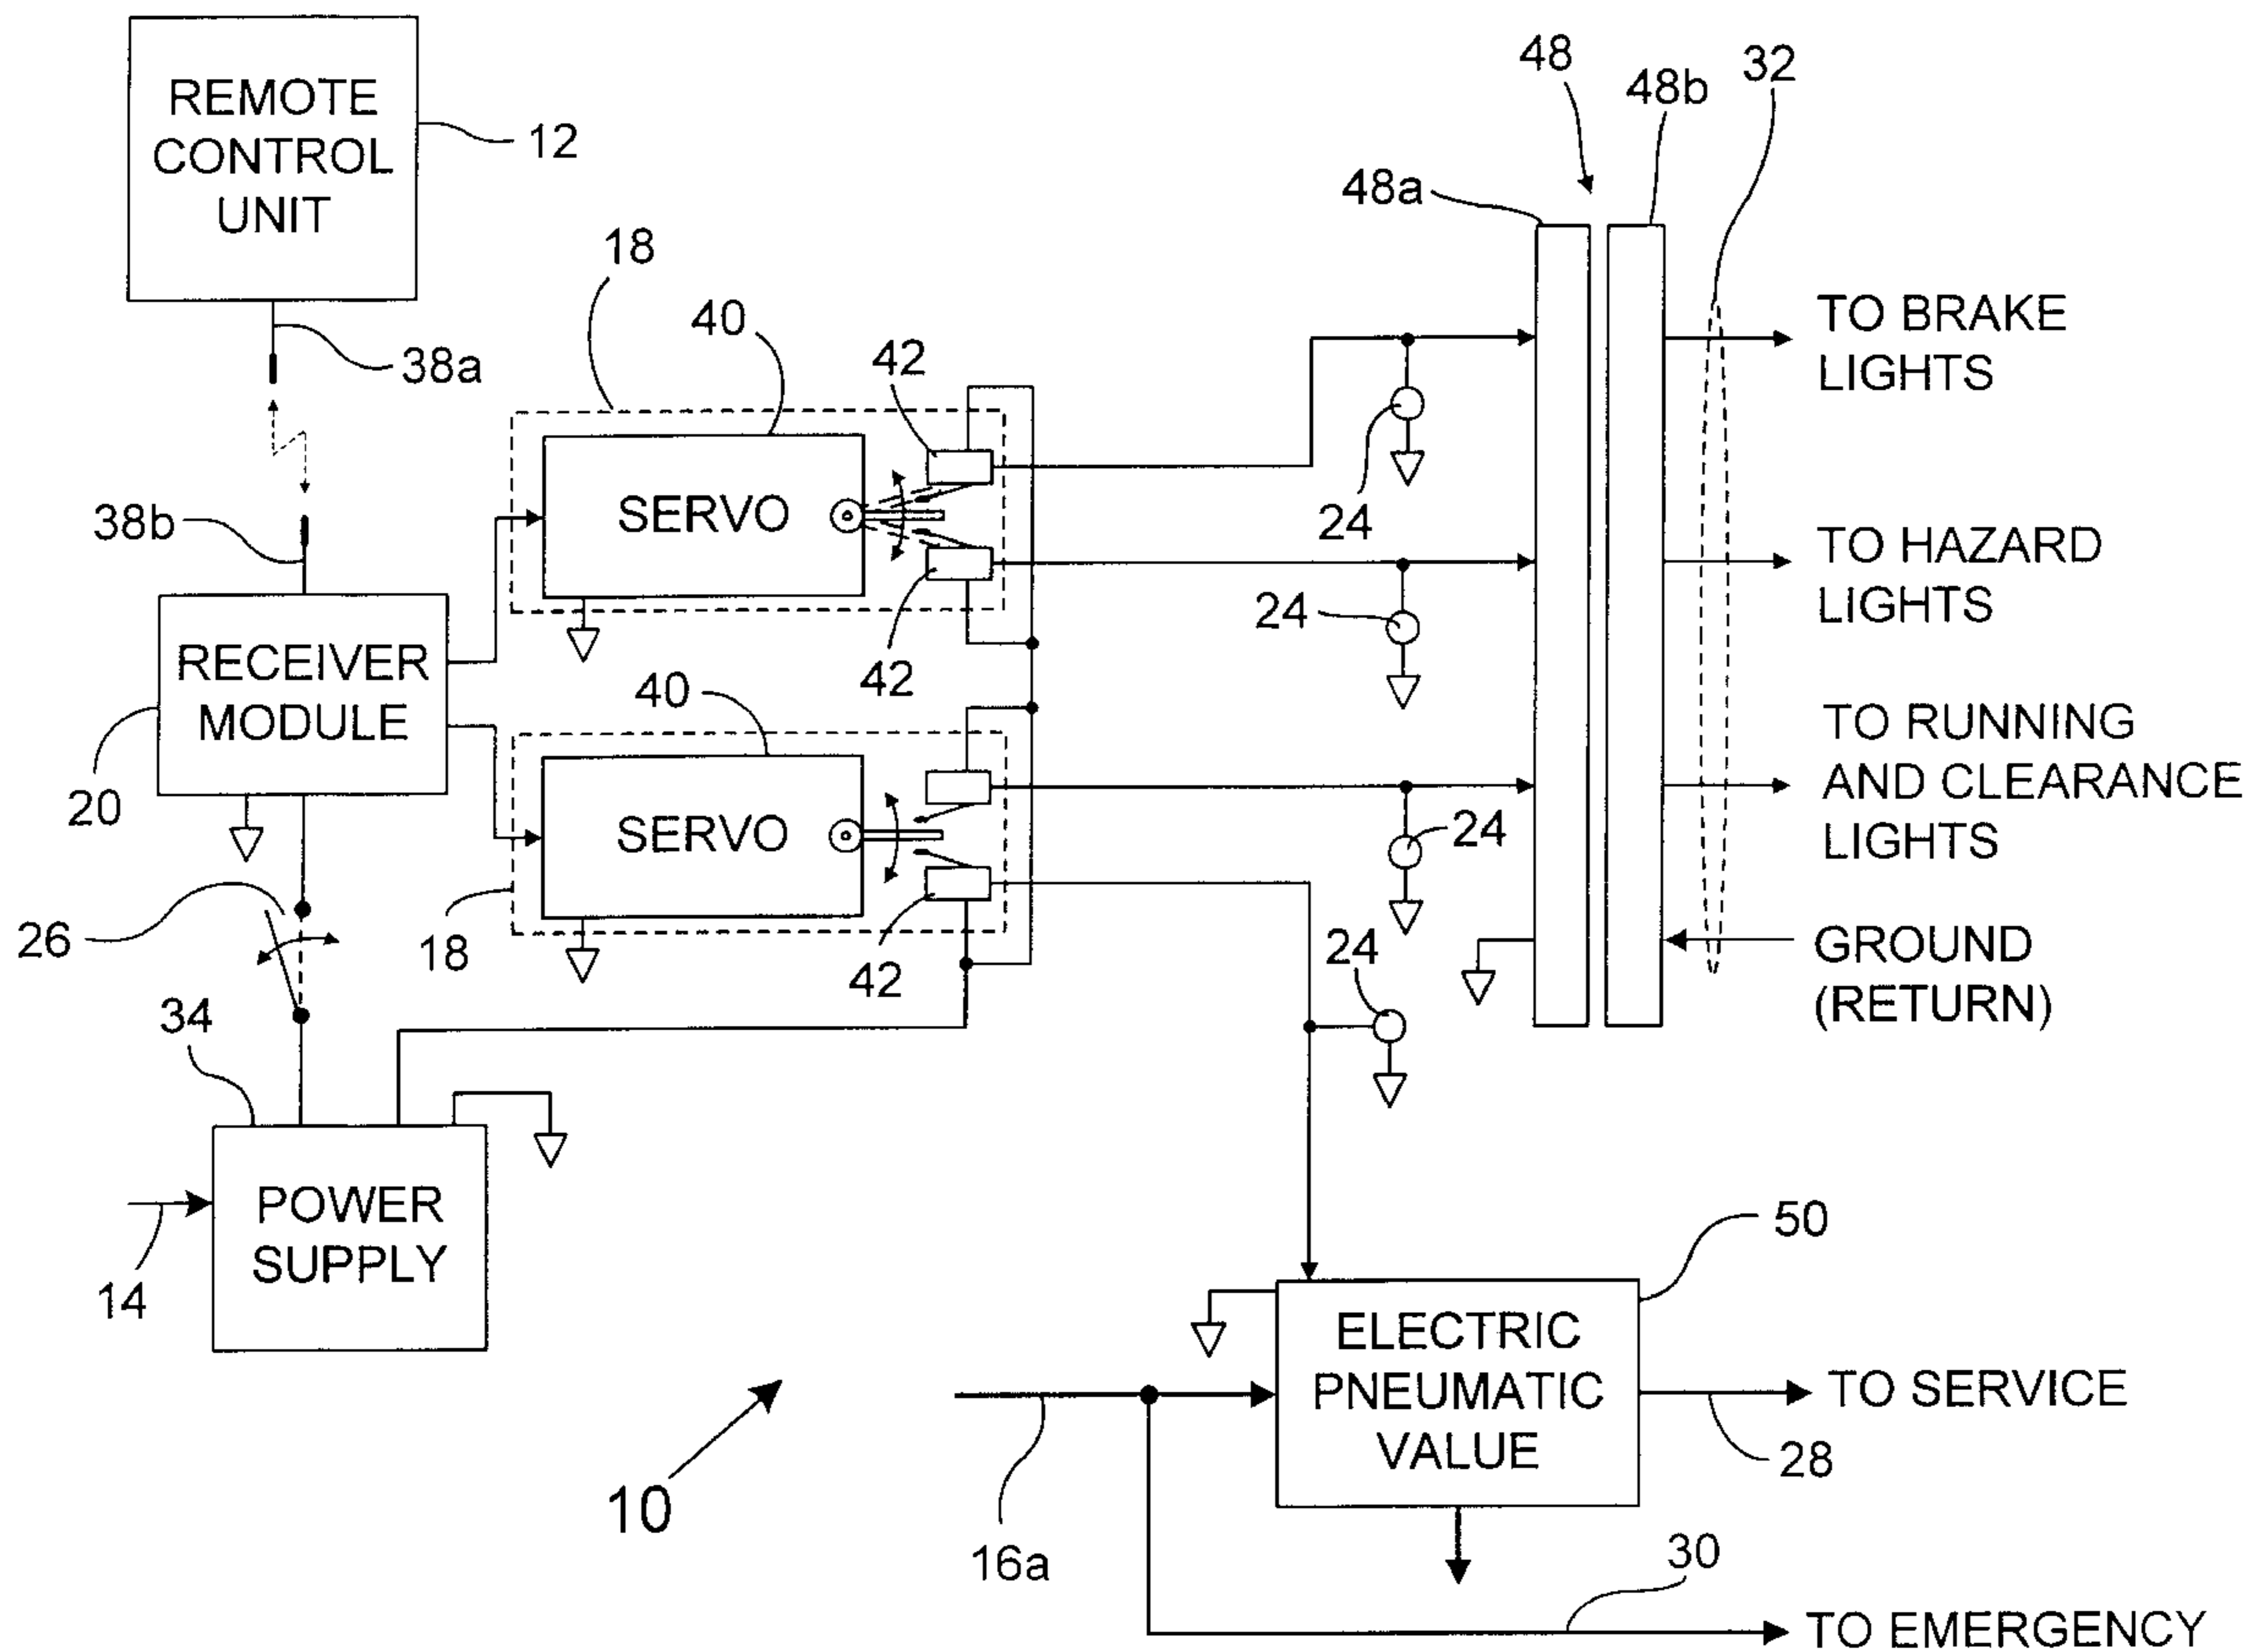 REMOTE
CONTROL
UNIT
12
38a
38b
RECEIVER
MODULE
20
26
34
POWER
SUPPLY
14
18
40
42
SERVO
42
40
SERVO
18
42
24
24
24
24
48
48a
48b
32
TO BRAKE
LIGHTS
TO HAZARD
LIGHTS
TO RUNNING
AND CLEARANCE
LIGHTS
GROUND
(RETURN)
50
ELECTRIC
PNEUMATIC
VALUE
TO SERVICE
28
10
16a
30
TO EMERGENCY